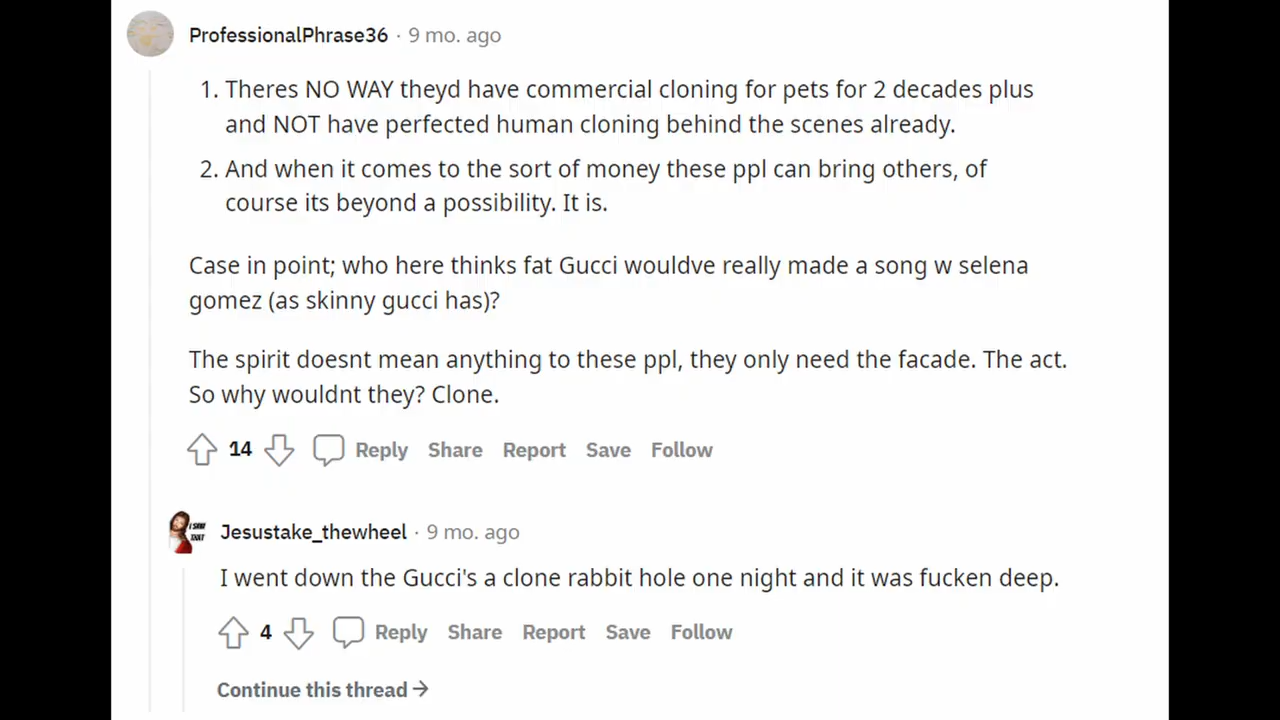 ProfessionalPhrase36 · 9 mo. ago
1. Theres NO WAY theyd have commercial cloning for pets for 2 decades plus
and NOT have perfected human cloning behind the scenes already.
2. And when it comes to the sort of money these ppl can bring others, of
course its beyond a possibility. It is.
Case in point; who here thinks fat Gucci wouldve really made a song w selena
gomez (as skinny gucci has)?
The spirit doesnt mean anything to these ppl, they only need the facade. The act.
So why wouldnt they? Clone.
14 Reply Share Report Save Follow
I SAW
THAT
Jesustake_thewheel · 9 mo. ago
I went down the Gucci's a clone rabbit hole one night and it was fucken deep.
4 Reply Share Report Save Follow
Continue this thread →